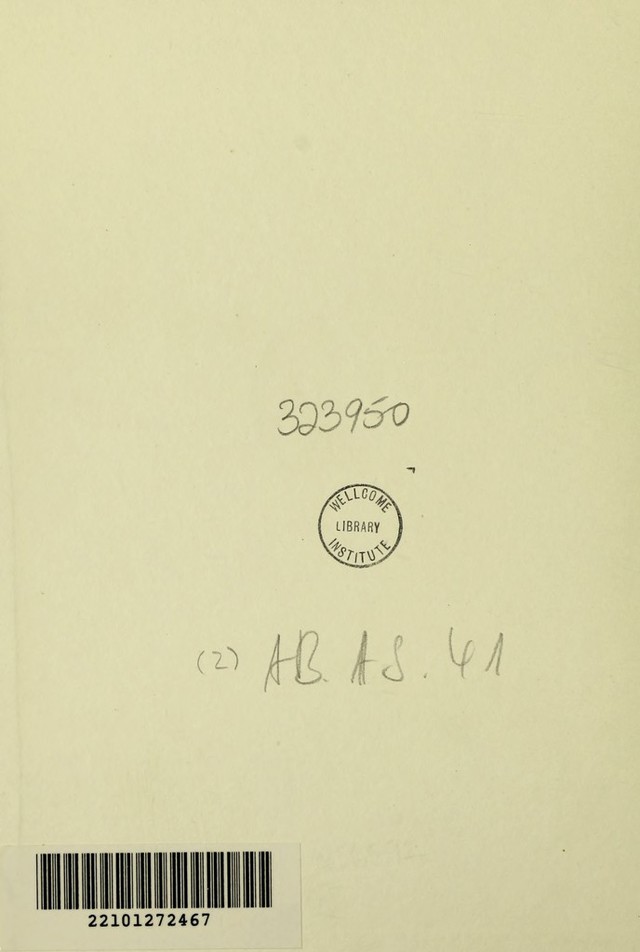 323950
WELLCOME
LIBRARY
INSTITUTE
(2) AB. AS. 41
22101272467